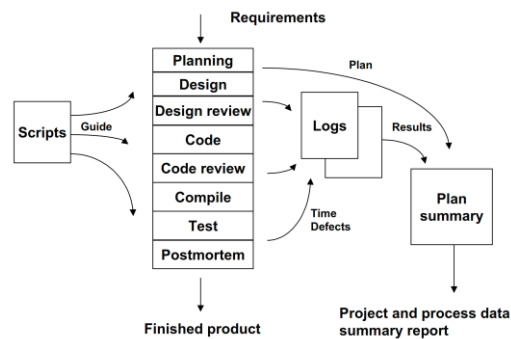 Requirements
Planning
Design
Design review
Code
Code review
Compile
Test
Postmortem
Finished product
Scripts
Guide
Plan
Logs
Results
Time
Defects
Plan
summary
Project and process data
summary report